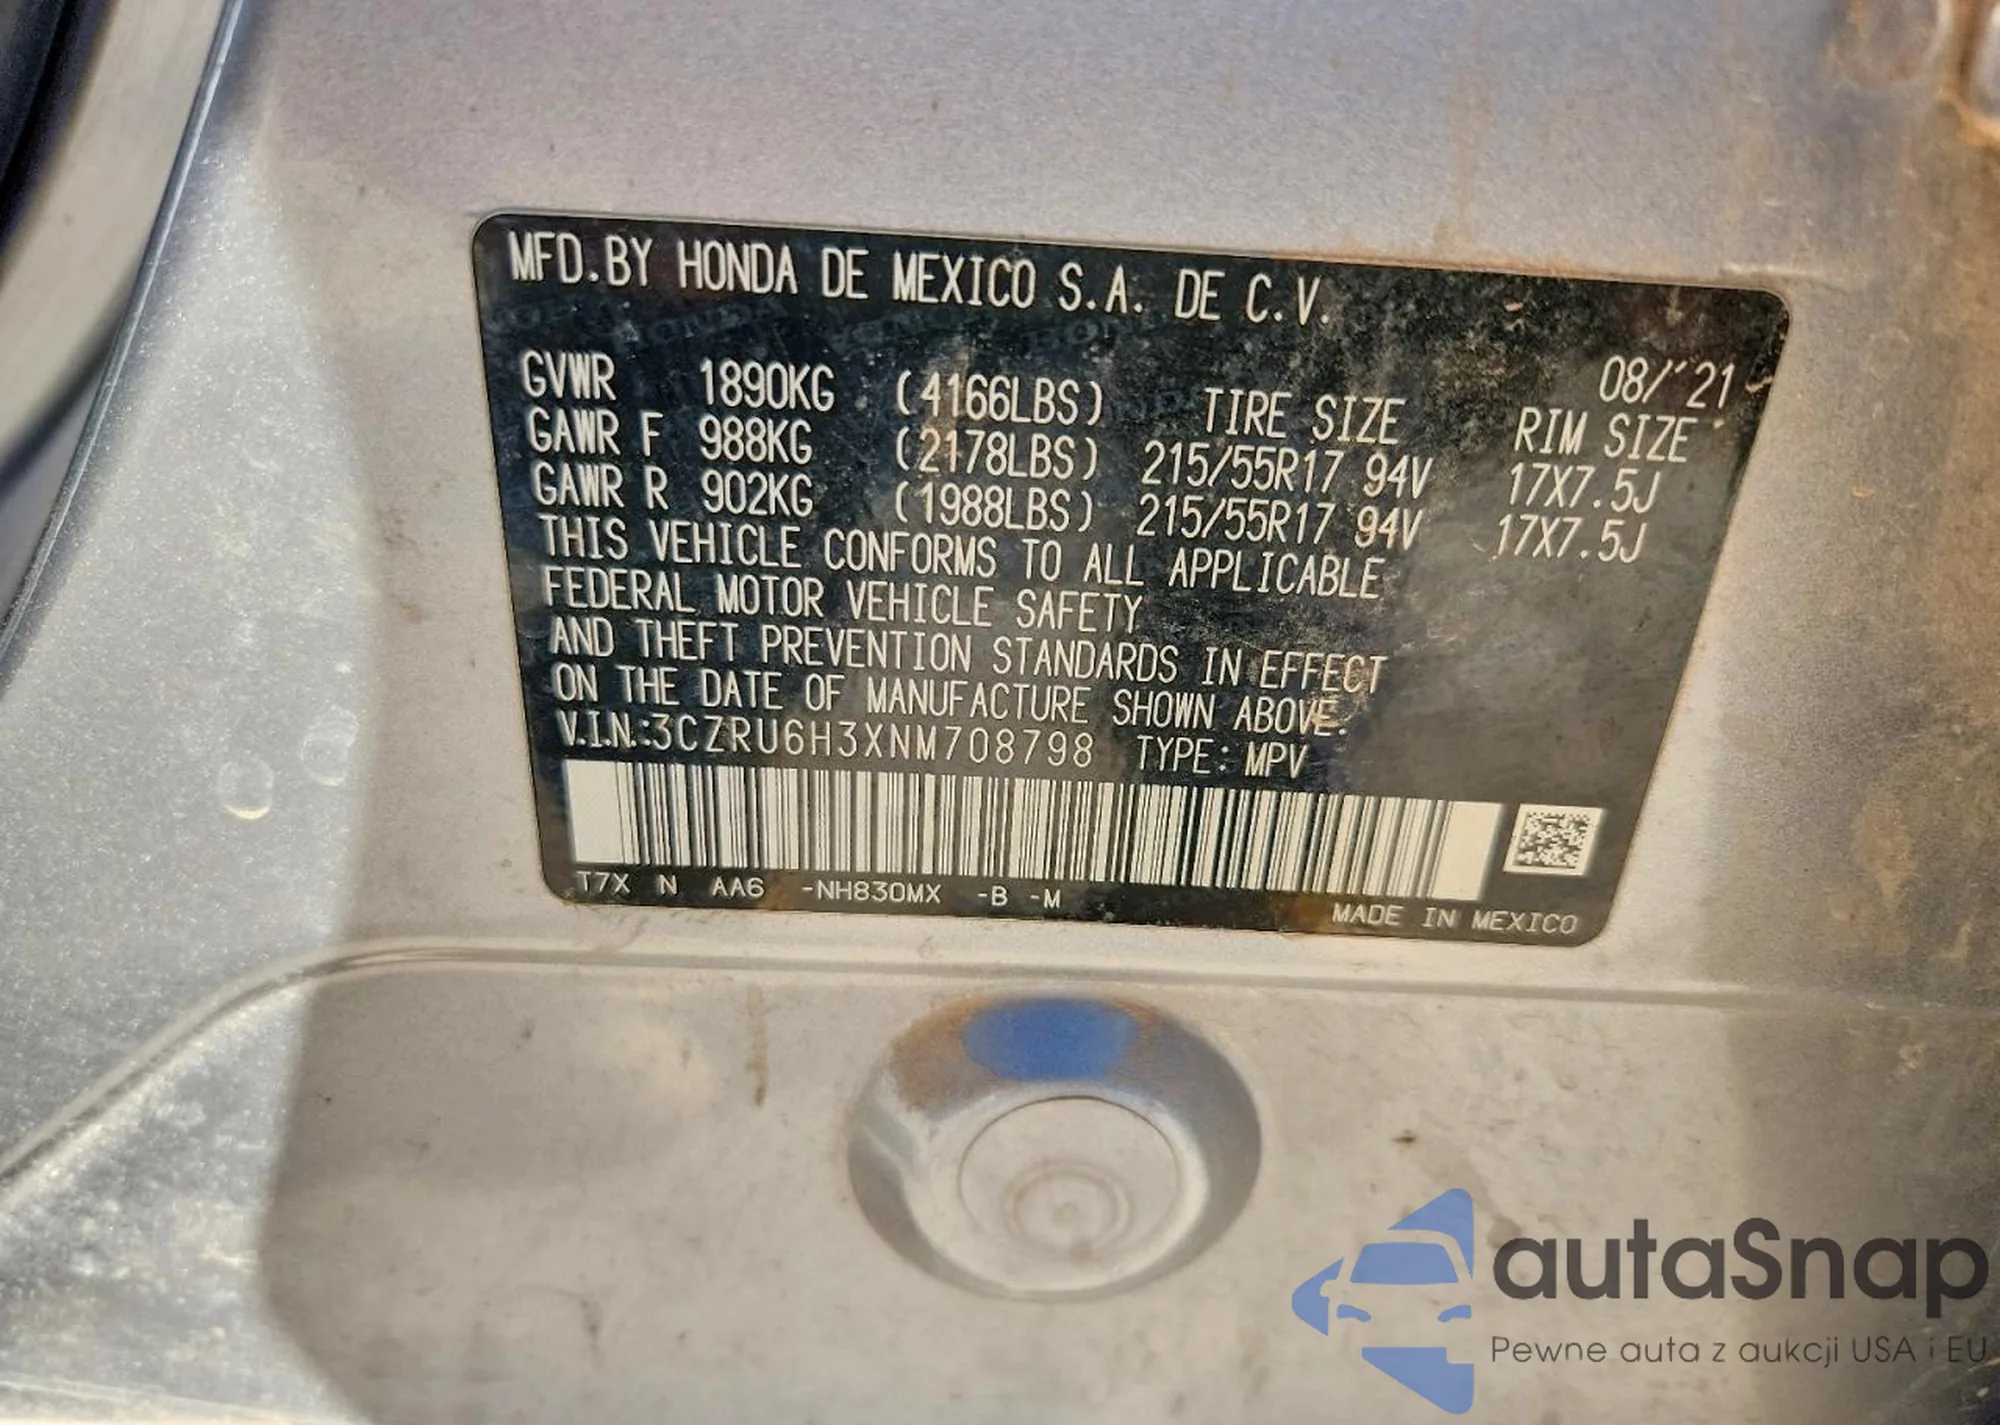 MFD.BY HONDA DE MEXICO S.A. DE C.V.
08/'21
GVWR 1890KG (4166LBS) TIRE SIZE RIM SIZE
GAWR F 988KG (2178LBS) 215/55R17 94V 17X7.5J
GAWR R 902KG (1988LBS) 215/55R17 94V 17X7.5J
THIS VEHICLE CONFORMS TO ALL APPLICABLE
FEDERAL MOTOR VEHICLE SAFETY
AND THEFT PREVENTION STANDARDS IN EFFECT
ON THE DATE OF MANUFACTURE SHOWN ABOVE.
V.I.N.:3CZRU6H3XNM708798 TYPE: MPV
T7X N AA6 -NH830MX -B -M
MADE IN MEXICO
autaSnap
Pewne auta z aukcji USA i EU